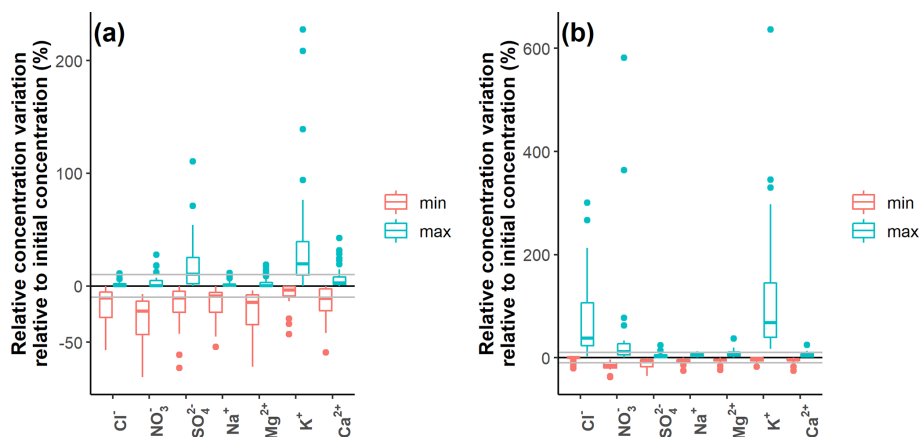 (a)
Relative concentration variation
relative to initial concentration (%)
200
100
0
-50
Cl⁻
NO₃⁻
SO₄²⁻
Na⁺
Mg²⁺
K⁺
Ca²⁺
min
max
(b)
Relative concentration variation
relative to initial concentration (%)
600
400
200
0
Cl⁻
NO₃⁻
SO₄²⁻
Na⁺
Mg²⁺
K⁺
Ca²⁺
min
max